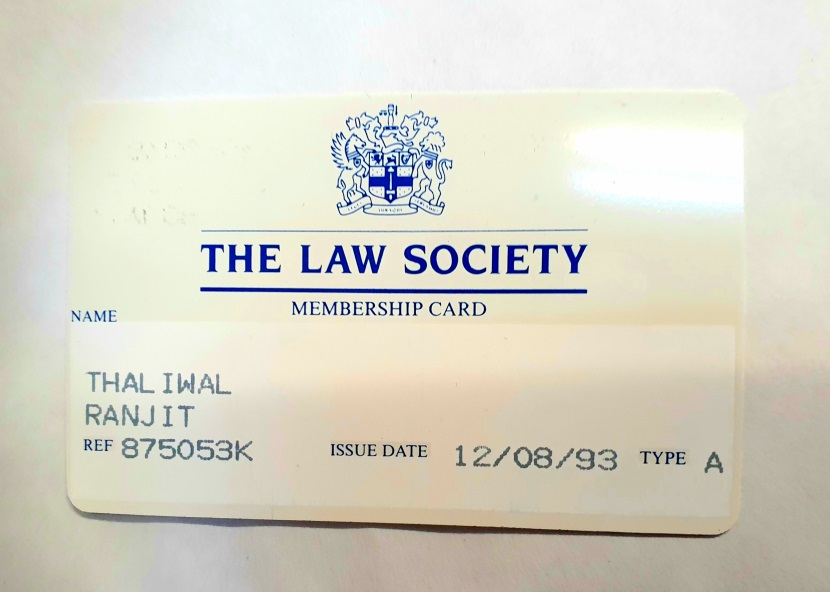 THE LAW SOCIETY
MEMBERSHIP CARD
NAME
THALIWAL
RANJIT
REF 875053K ISSUE DATE 12/08/93 TYPE A